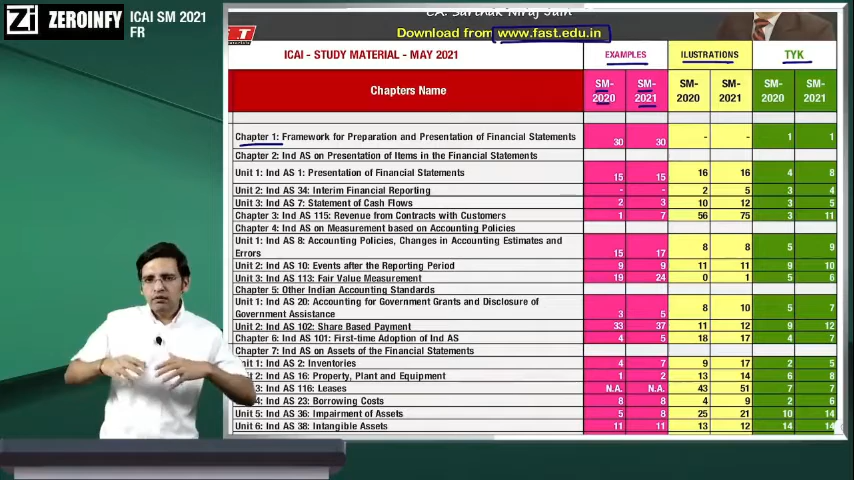 Zi ZEROINFY
ICAI SM 2021
FR
CA. Sarthak Niraj Jain
Download from www.fast.edu.in
ICAI - STUDY MATERIAL - MAY 2021 EXAMPLES ILUSTRATIONS TYK
Chapters Name SM-2020 SM-2021 SM-2020 SM-2021 SM-2020 SM-2021
Chapter 1: Framework for Preparation and Presentation of Financial Statements 30 30 - - 1 1
Chapter 2: Ind AS on Presentation of Items in the Financial Statements
Unit 1: Ind AS 1: Presentation of Financial Statements 15 15 16 16 4 8
Unit 2: Ind AS 34: Interim Financial Reporting - - 2 5 3 4
Unit 3: Ind AS 7: Statement of Cash Flows 2 3 10 12 3 5
Chapter 3: Ind AS 115: Revenue from Contracts with Customers 1 7 56 75 3 11
Chapter 4: Ind AS on Measurement based on Accounting Policies
Unit 1: Ind AS 8: Accounting Policies, Changes in Accounting Estimates and
Errors 15 17 8 8 5 9
Unit 2: Ind AS 10: Events after the Reporting Period 9 9 11 11 9 10
Unit 3: Ind AS 113: Fair Value Measurement 19 24 0 1 5 6
Chapter 5: Other Indian Accounting Standards
Unit 1: Ind AS 20: Accounting for Government Grants and Disclosure of
Government Assistance 3 5 8 10 5 7
Unit 2: Ind AS 102: Share Based Payment 33 37 11 12 9 12
Chapter 6: Ind AS 101: First-time Adoption of Ind AS 4 5 18 17 4 7
Chapter 7: Ind AS on Assets of the Financial Statements
Unit 1: Ind AS 2: Inventories 4 7 9 17 2 5
2: Ind AS 16: Property, Plant and Equipment 1 2 13 14 6 8
3: Ind AS 116: Leases N.A. N.A. 43 51 7 7
4: Ind AS 23: Borrowing Costs 8 8 4 9 2 6
Unit 5: Ind AS 36: Impairment of Assets 5 8 25 21 10 14
Unit 6: Ind AS 38: Intangible Assets 11 11 13 12 14 14